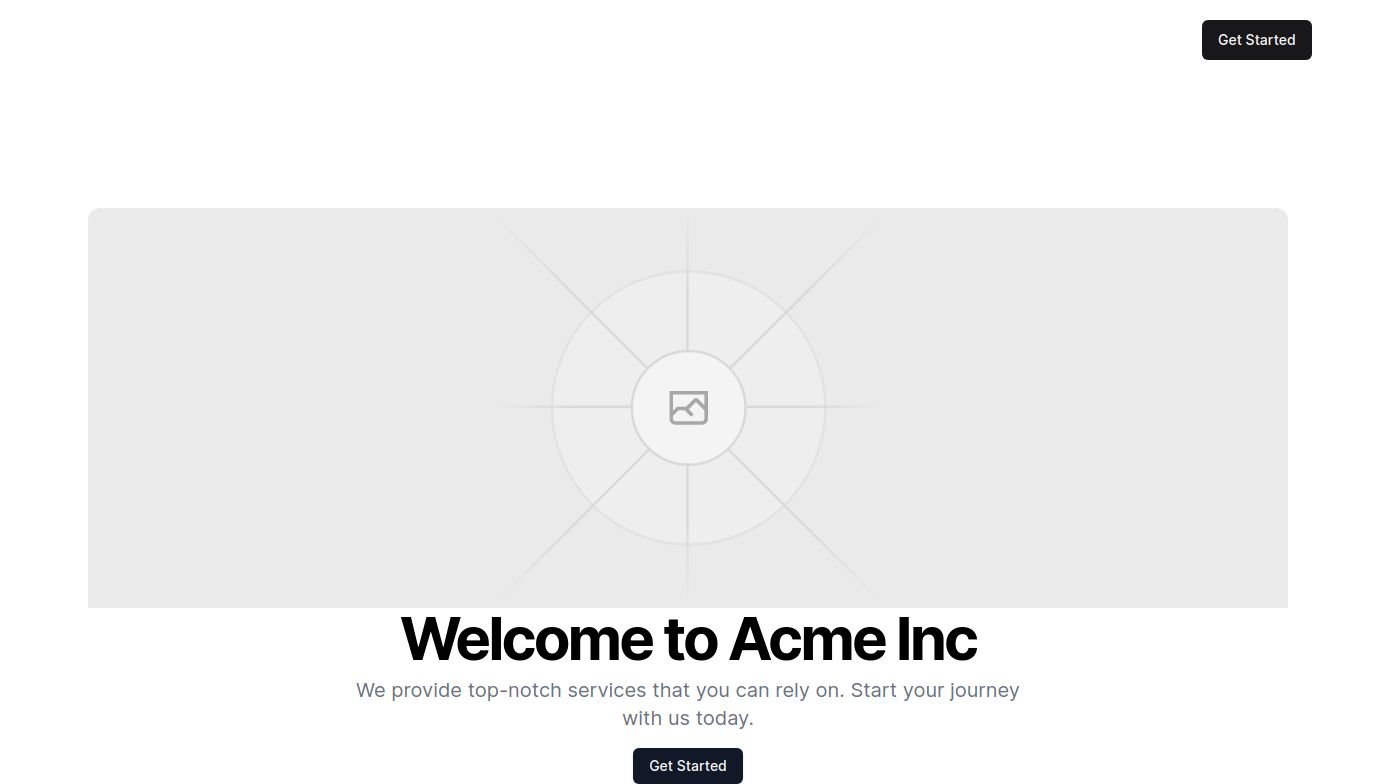 Get Started
Welcome to Acme Inc
We provide top-notch services that you can rely on. Start your journey
with us today.
Get Started